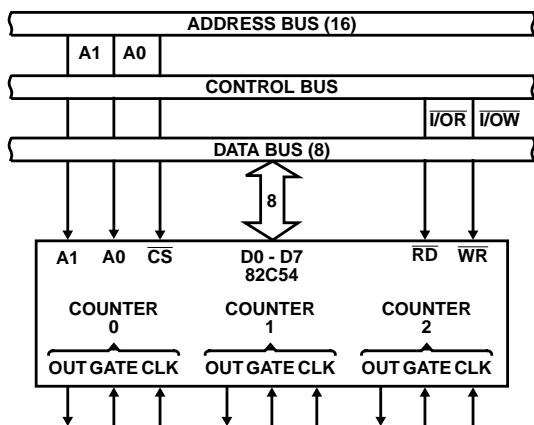 ADDRESS BUS (16)
A1 A0
CONTROL BUS
I/OR I/OW
DATA BUS (8)
8
A1 A0 CS D0 - D7 RD WR
82C54
COUNTER COUNTER COUNTER
0 1 2
OUT GATE CLK OUT GATE CLK OUT GATE CLK